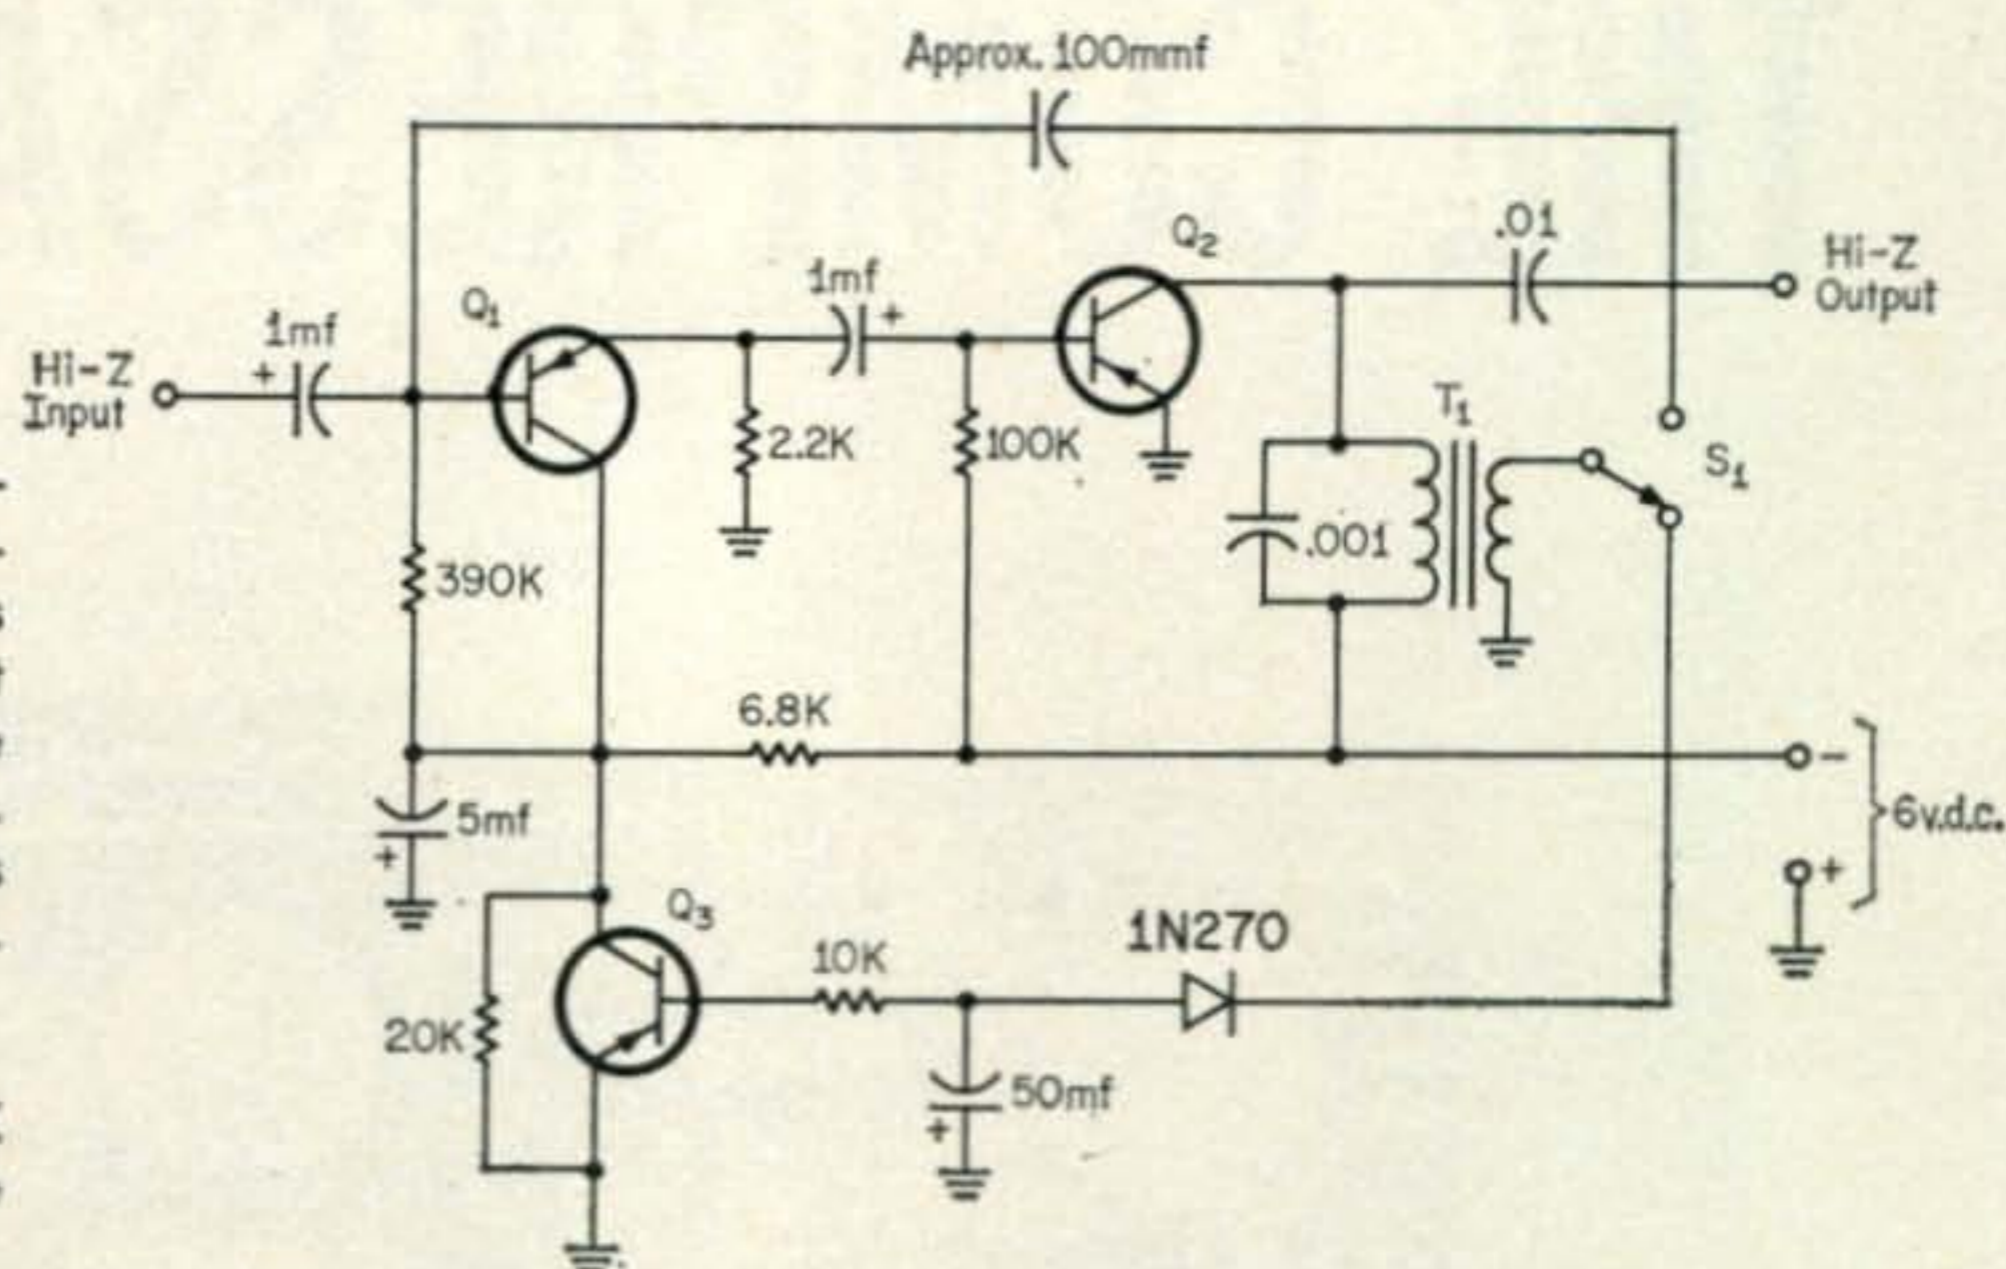 Approx. 100mmf
Q2
.01
Hi-Z
Output
1mf
+
Q1
1mf
+
Hi-Z
Input
T1
S1
2.2K
100K
.001
390K
6.8K
-
6v.d.c.
5mf
+
+
Q3
1N270
10K
20K
50mf
+